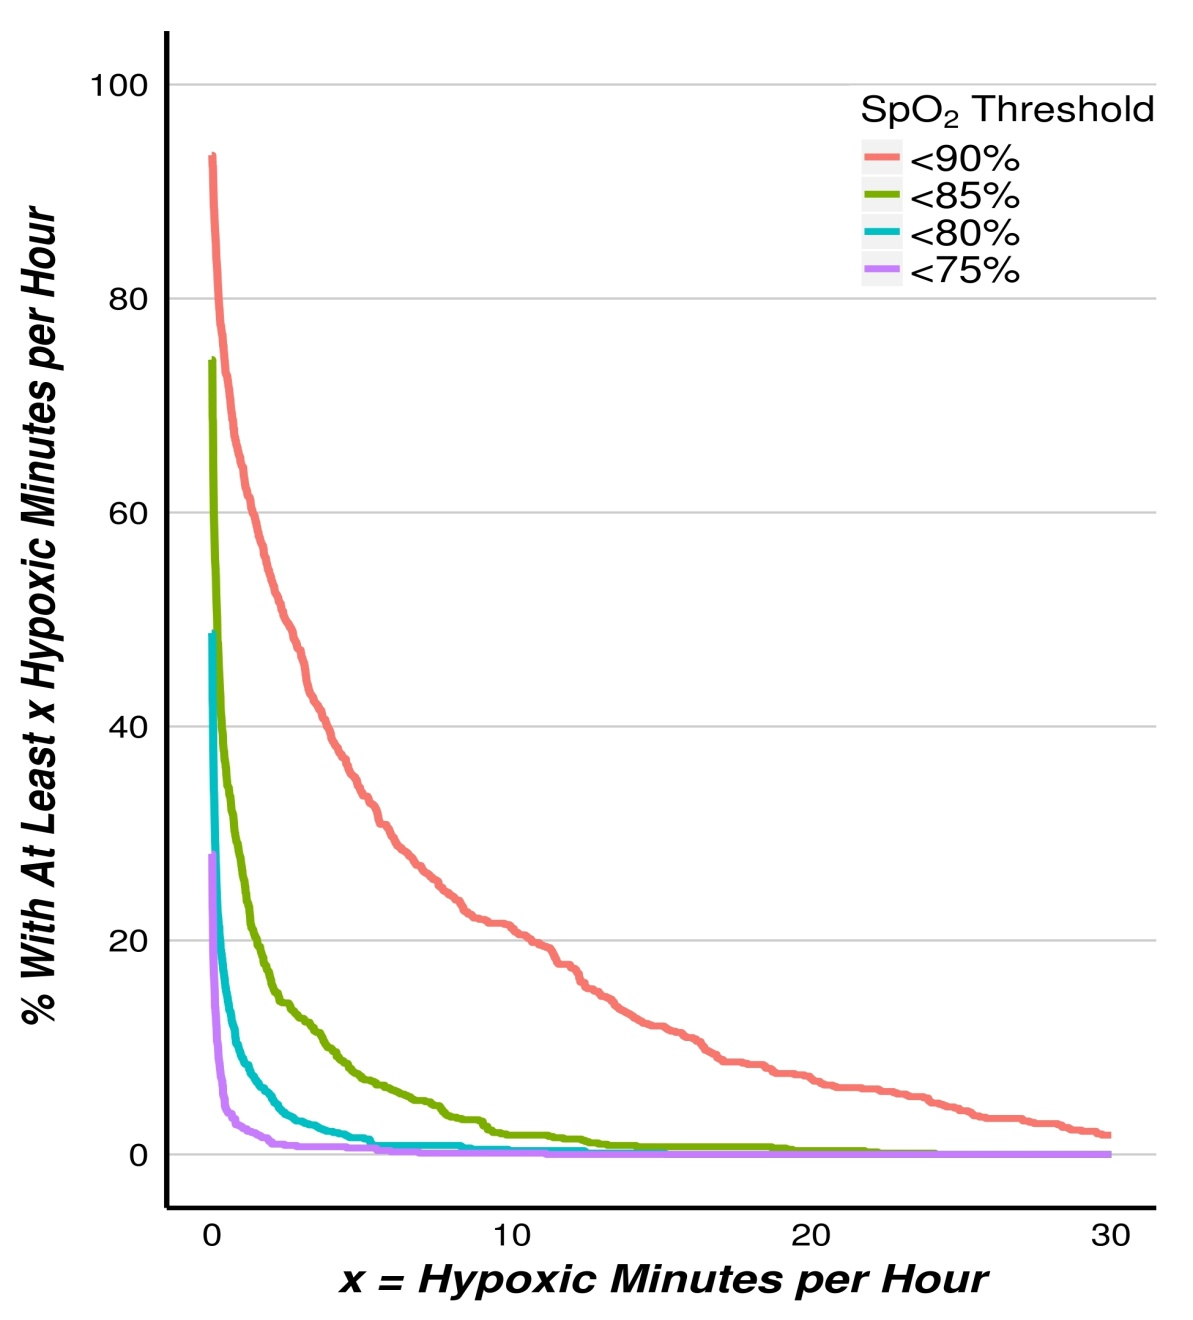 % With At Least x Hypoxic Minutes per Hour
100
80
60
40
20
0
SpO₂ Threshold
<90%
<85%
<80%
<75%
0 10 20 30
x = Hypoxic Minutes per Hour